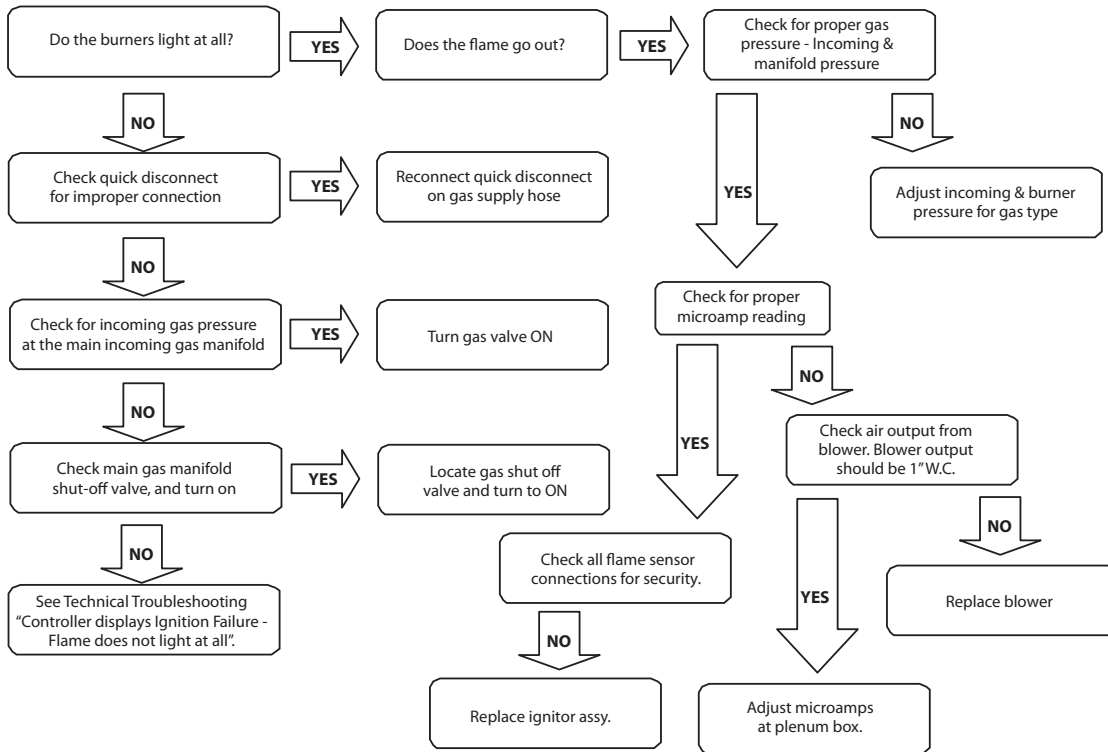 Do the burners light at all?
YES
Does the flame go out?
YES
Check for proper gas
pressure - Incoming &
manifold pressure
NO
NO
Check quick disconnect
for improper connection
YES
Reconnect quick disconnect
on gas supply hose
YES
Adjust incoming & burner
pressure for gas type
NO
Check for incoming gas pressure
at the main incoming gas manifold
YES
Turn gas valve ON
Check for proper
microamp reading
NO
NO
Check main gas manifold
shut-off valve, and turn on
YES
Locate gas shut off
valve and turn to ON
YES
Check air output from
blower. Blower output
should be 1” W.C.
NO
NO
Check all flame sensor
connections for security.
YES
Replace blower
See Technical Troubleshooting
“Controller displays Ignition Failure -
Flame does not light at all”.
NO
Replace ignitor assy.
Adjust microamps
at plenum box.